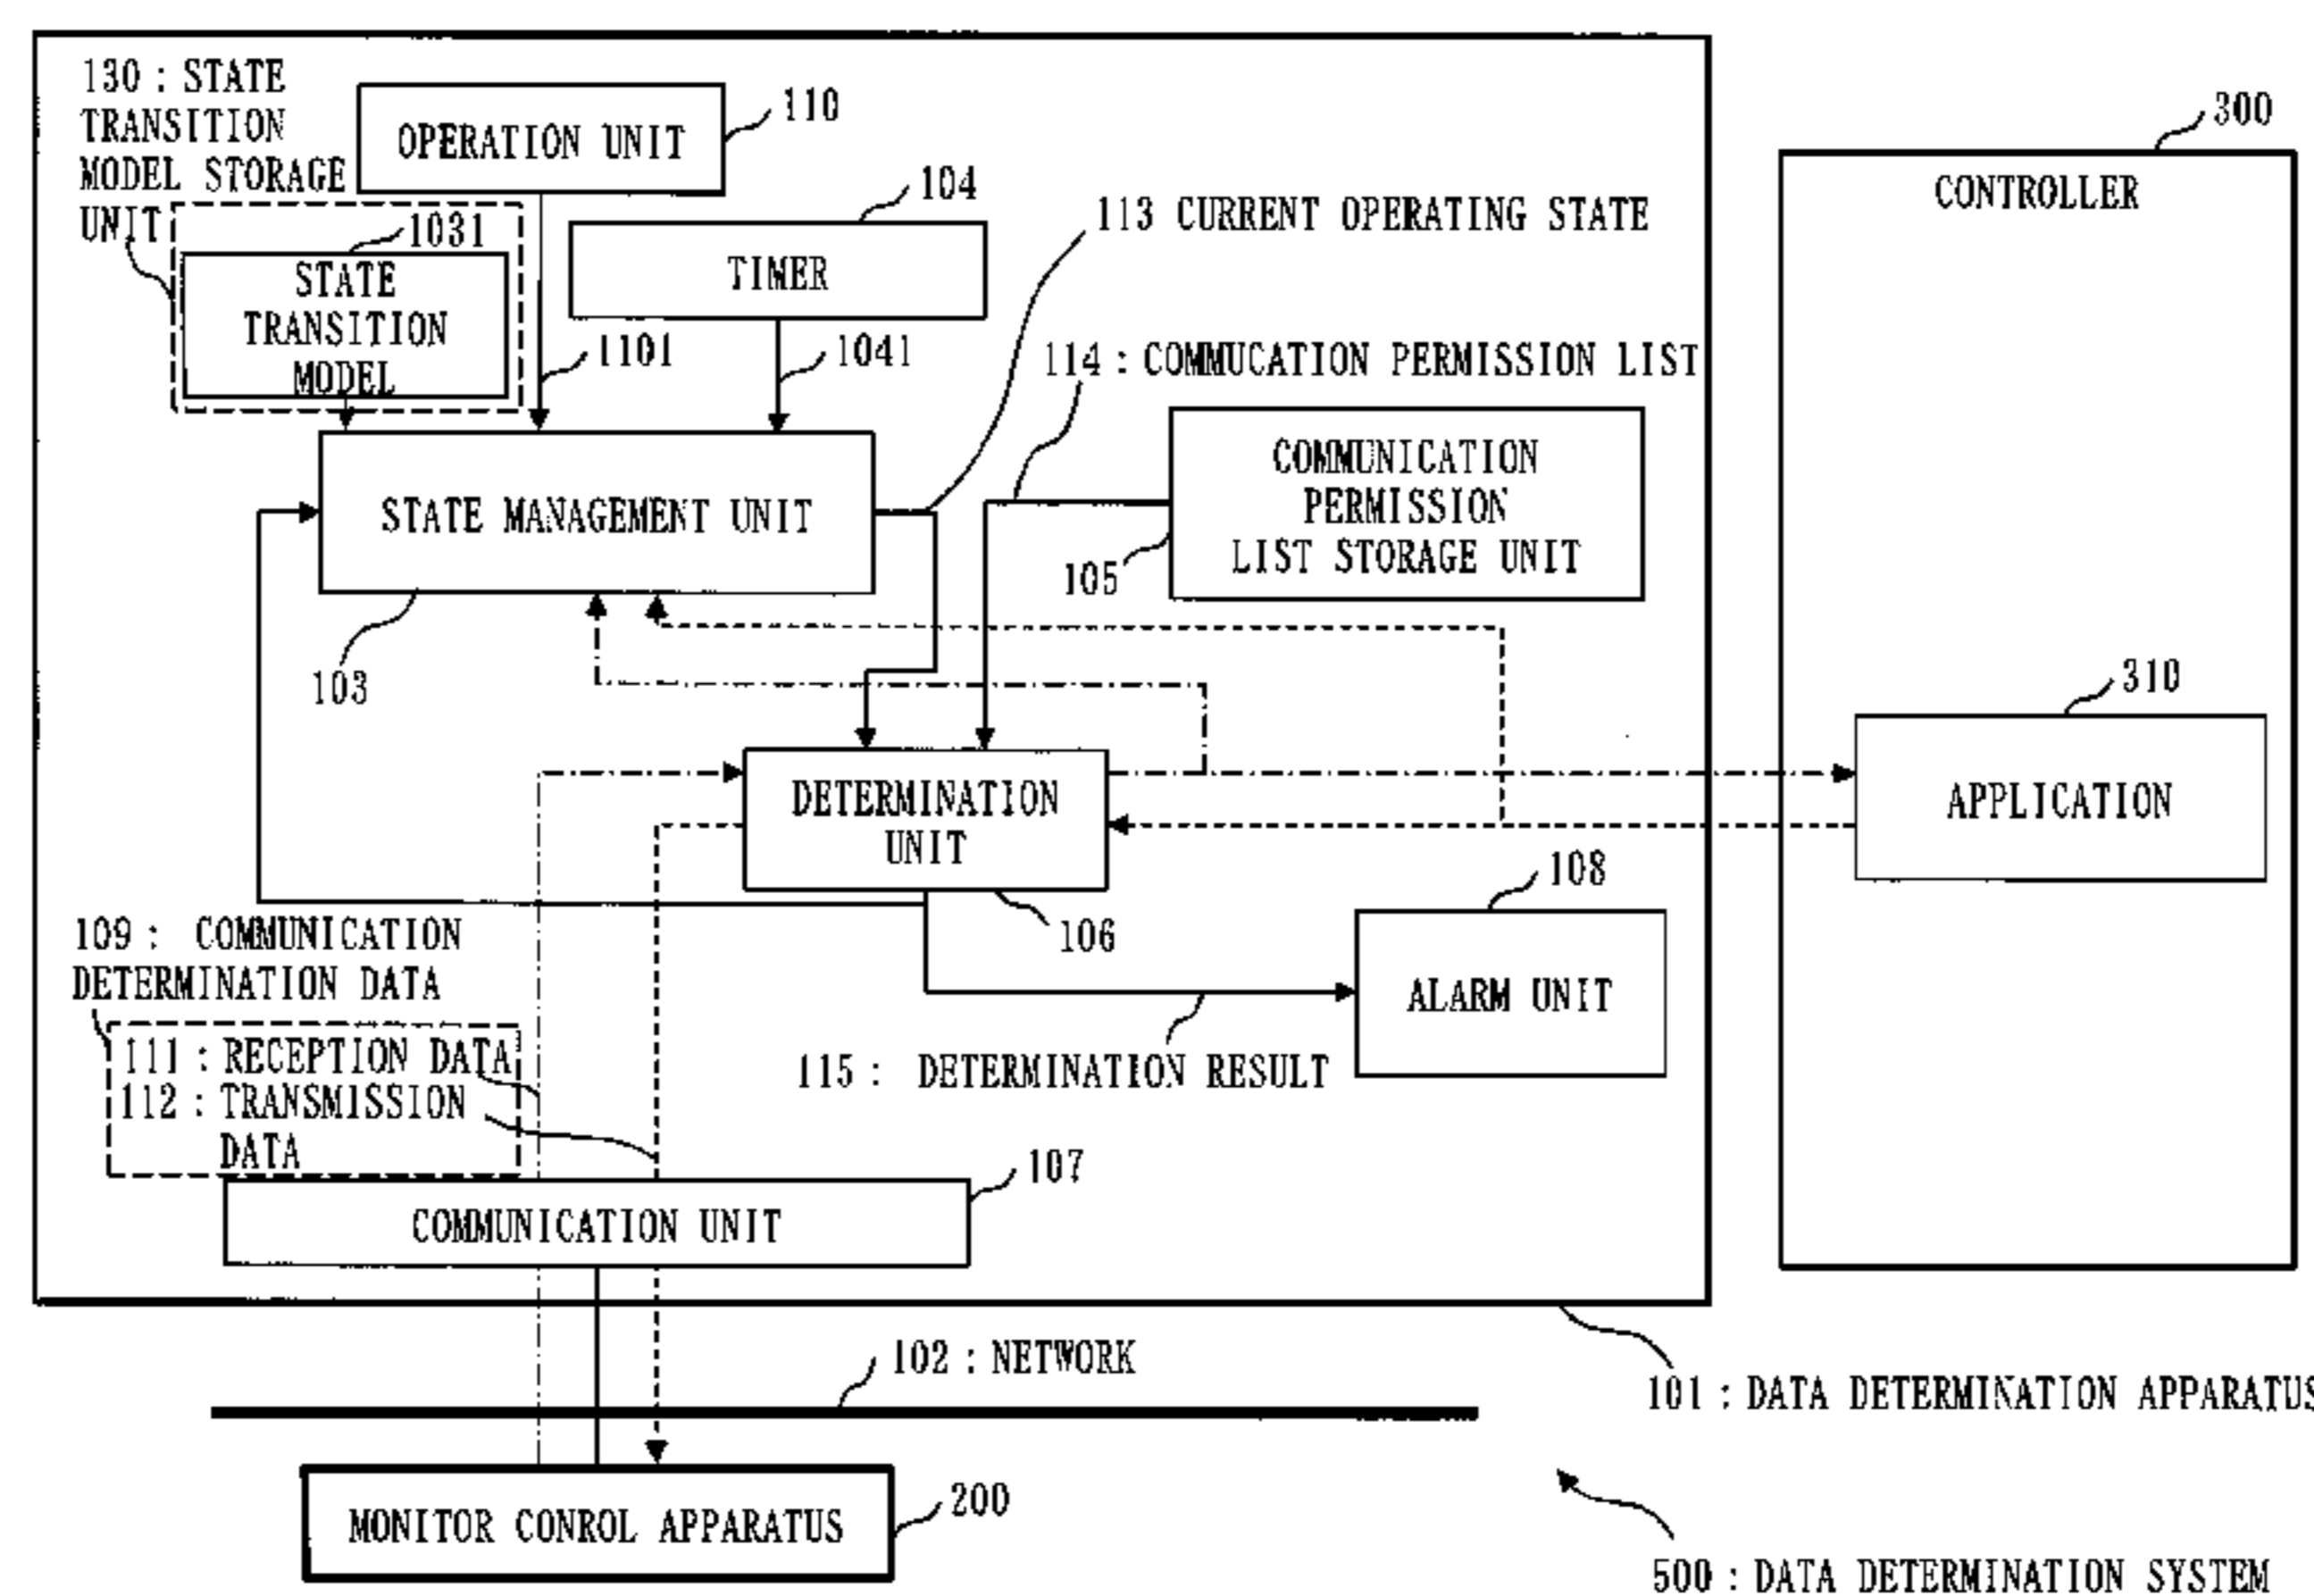 130 : STATE
TRANSITION
MODEL STORAGE
UNIT
OPERATION UNIT
110
104
1031
STATE
TRANSITION
MODEL
TIMER
113 CURRENT OPERATING STATE
1101
1041
114 : COMMUCATION PERMISSION LIST
COMMUNICATION
PERMISSION
LIST STORAGE UNIT
105
STATE MANAGEMENT UNIT
103
300
CONTROLLER
310
APPLICATION
DETERMINATION
UNIT
106
108
ALARM UNIT
109 : COMMUNICATION
DETERMINATION DATA
111 : RECEPTION DATA
112 : TRANSMISSION
DATA
115 : DETERMINATION RESULT
107
COMMUNICATION UNIT
102 : NETWORK
101 : DATA DETERMINATION APPARATUS
MONITOR CONROL APPARATUS
200
500 : DATA DETERMINATION SYSTEM